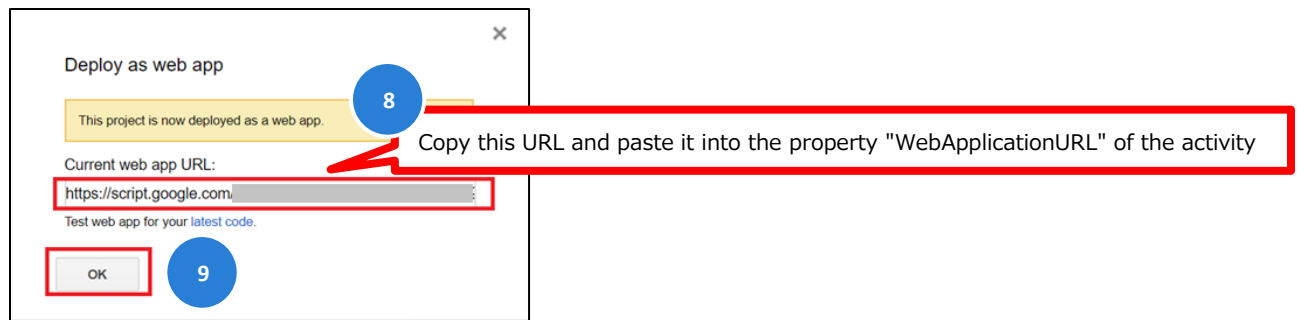 Deploy as web app
8
This project is now deployed as a web app.
Copy this URL and paste it into the property "WebApplicationURL" of the activity
Current web app URL:
https://script.google.com/
Test web app for your latest code.
OK
9